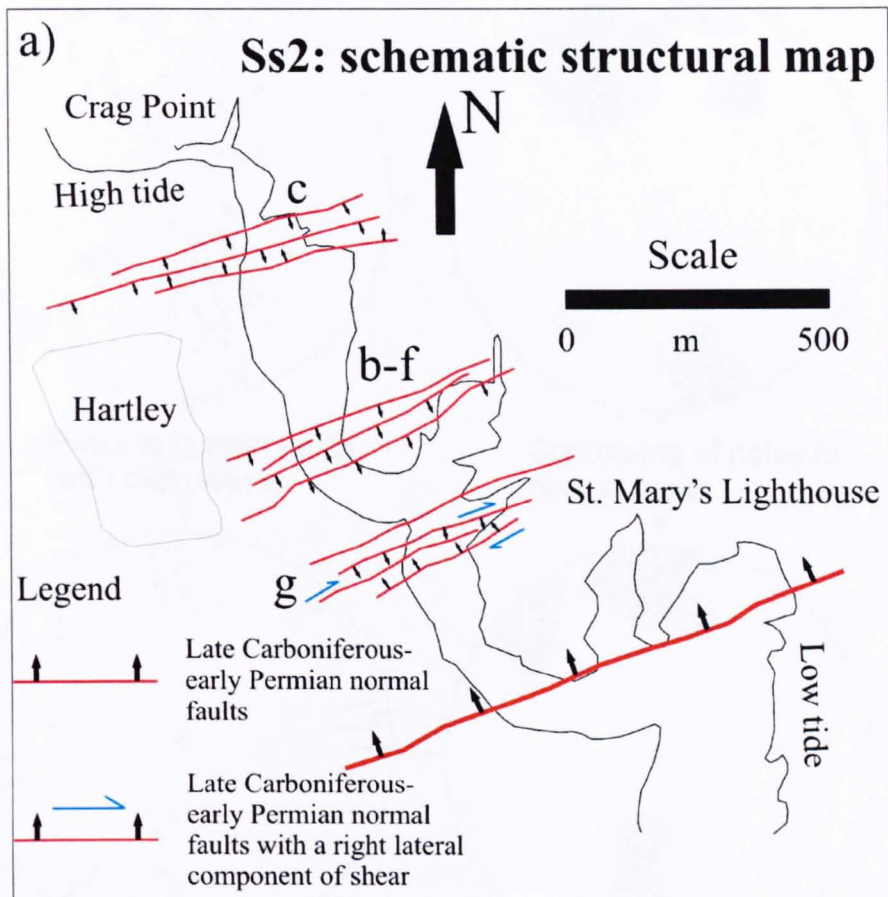 a)
Ss2: schematic structural map
Crag Point
N
High tide
c
Scale
0 m 500
b-f
Hartley
St. Mary's Lighthouse
g
Legend
Low tide
Late Carboniferous-
early Permian normal
faults
Late Carboniferous-
early Permian normal
faults with a right lateral
component of shear